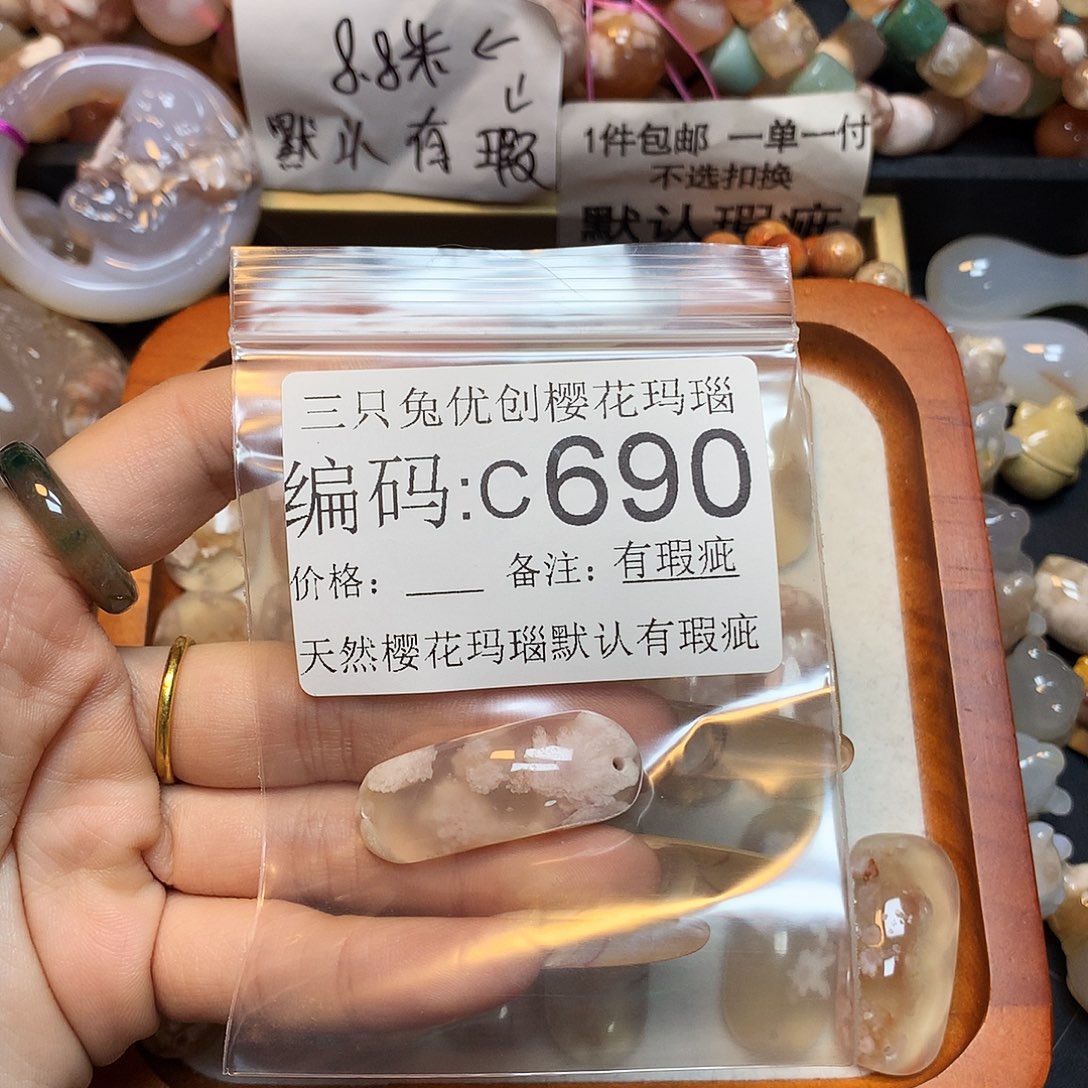 8.8米
默认有瑕
1件包邮 一单一付
不选扣换
默认瑕疵
三只兔优创樱花玛瑙
编码:C690
价格：___ 备注：有瑕疵
天然樱花玛瑙默认有瑕疵